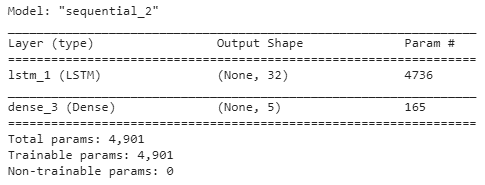 Model: "sequential_2"
_________________________________________________________________
Layer (type)                 Output Shape              Param #
=================================================================
lstm_1 (LSTM)                (None, 32)                4736
_________________________________________________________________
dense_3 (Dense)              (None, 5)                 165
=================================================================
Total params: 4,901
Trainable params: 4,901
Non-trainable params: 0